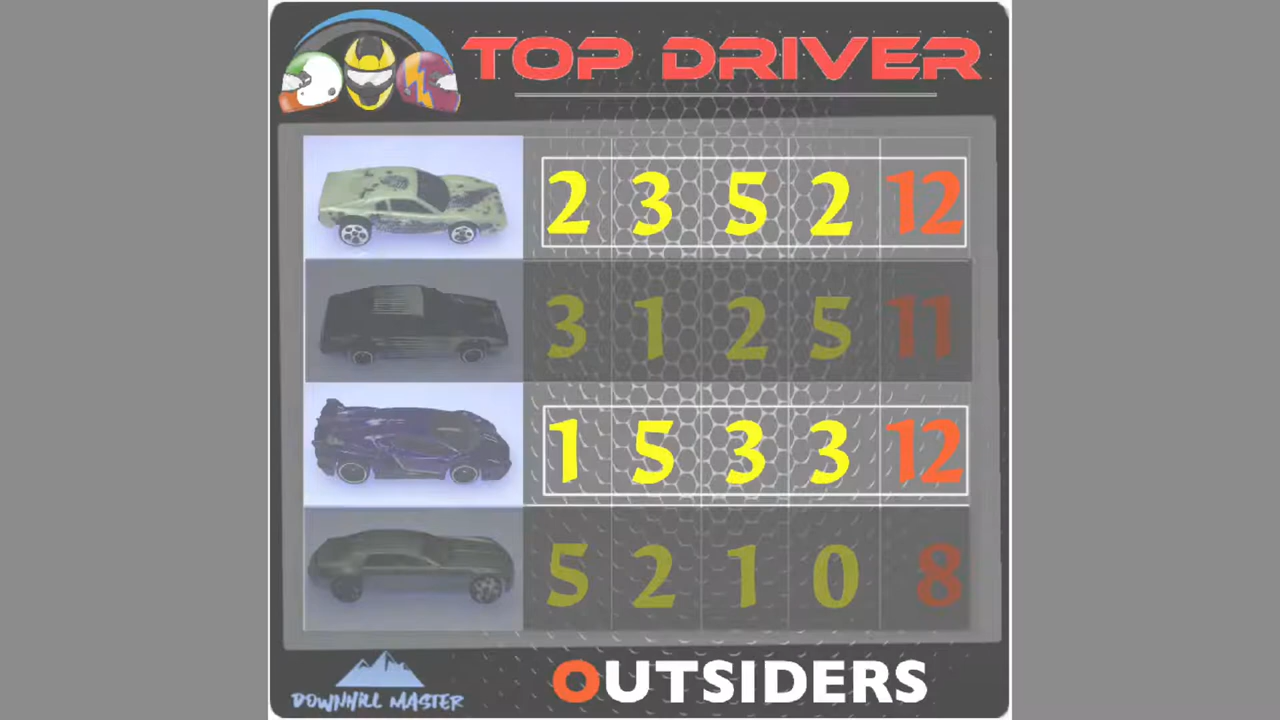 TOP DRIVER
2 3 5 2 12
3 1 2 5 11
1 5 3 3 12
5 2 1 0 8
DOWNHILL MASTER
OUTSIDERS